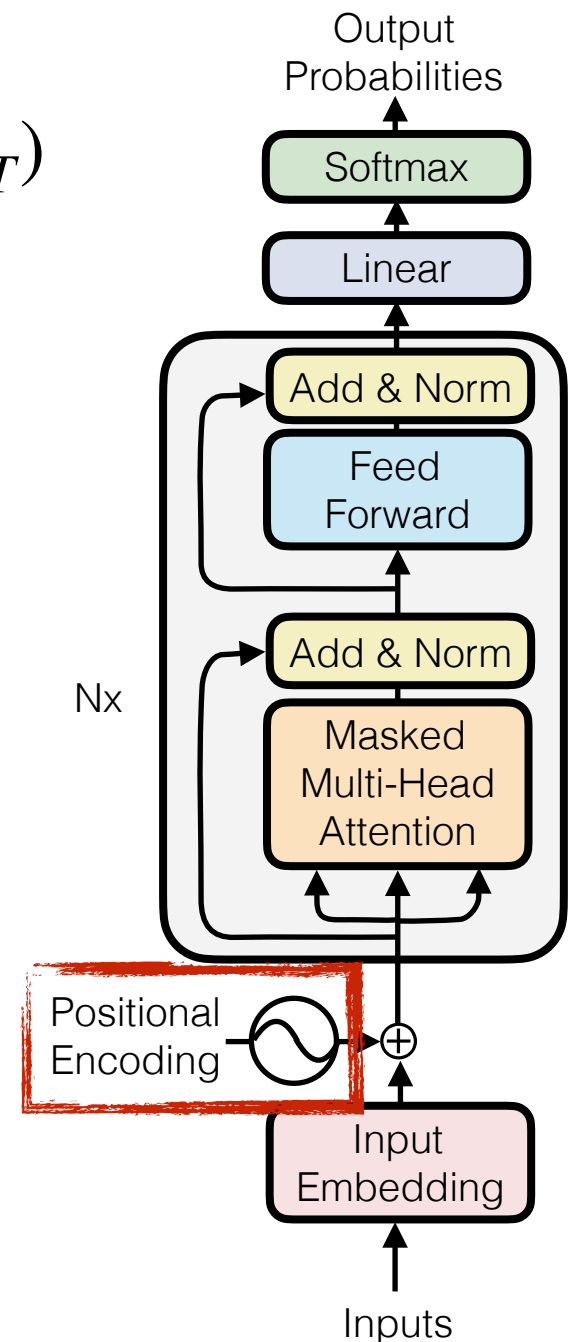 Output
Probabilities
T)
Softmax
Linear
Add & Norm
Feed
Forward
Add & Norm
Nx
Masked
Multi-Head
Attention
Positional
Encoding
+
Input
Embedding
Inputs